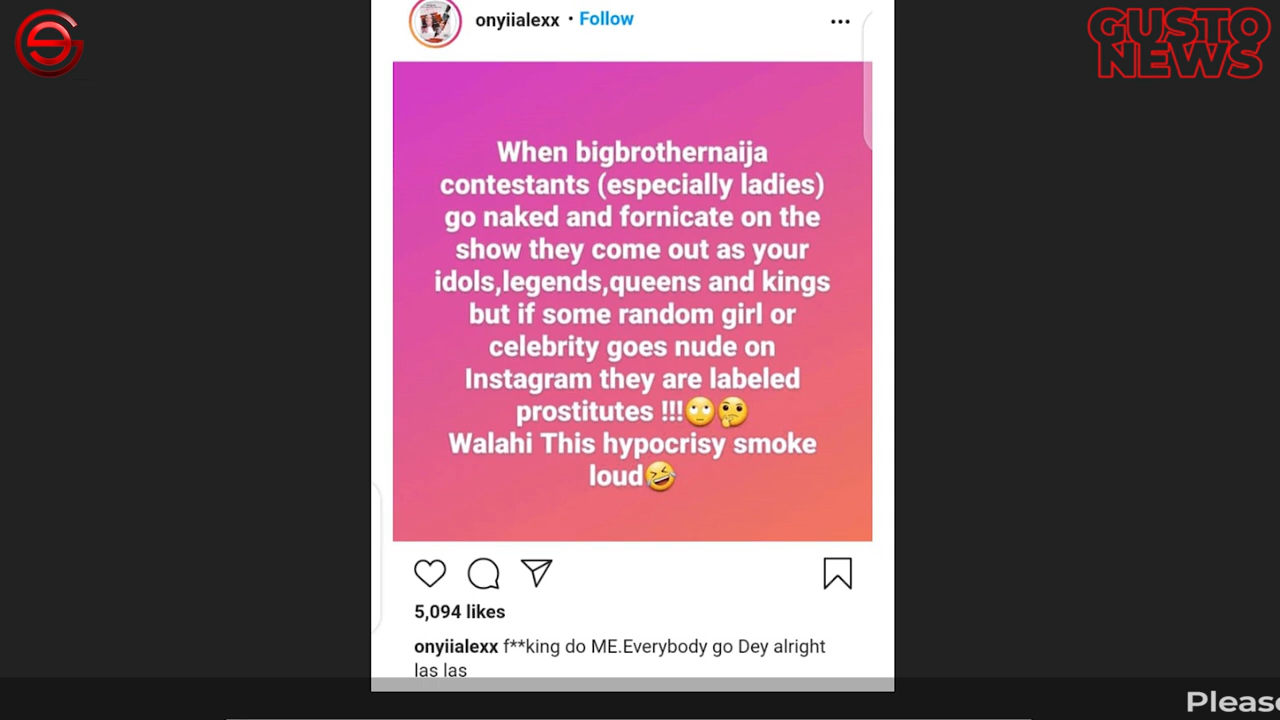 onyiialexx • Follow
GUSTO
NEWS
When bigbrothernaija
contestants (especially ladies)
go naked and fornicate on the
show they come out as your
idols,legends,queens and kings
but if some random girl or
celebrity goes nude on
Instagram they are labeled
prostitutes !!!🙄🤔
Walahi This hypocrisy smoke
loud🤣
5,094 likes
onyiialexx f**king do ME.Everybody go Dey alright
las las
Please